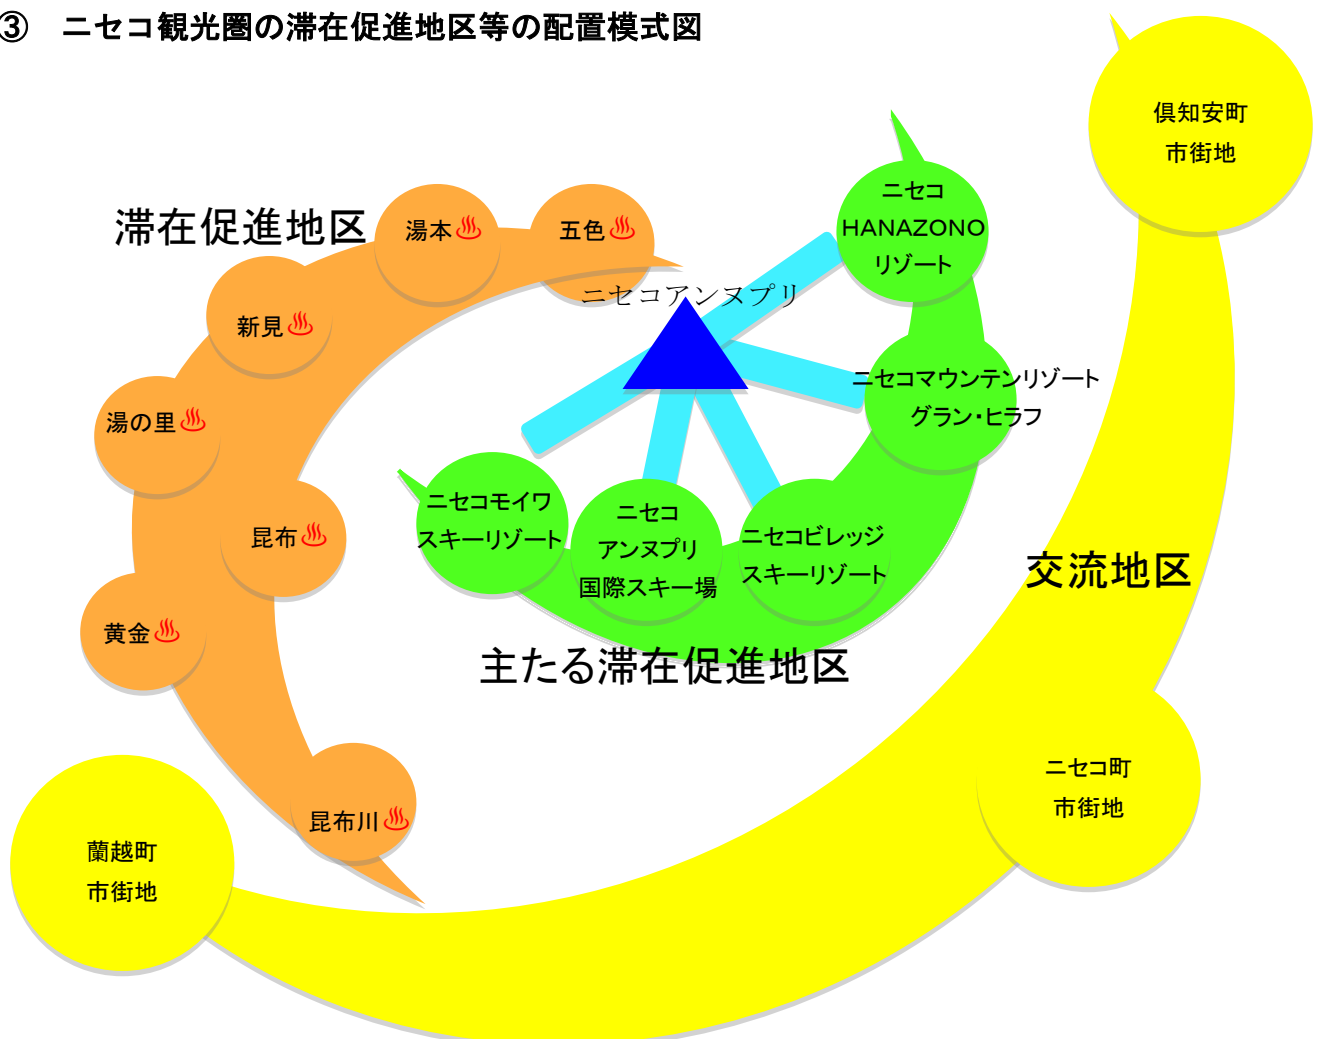 ③ ニセコ観光圏の滞在促進地区等の配置模式図
倶知安町
市街地
ニセコ
HANAZONO
リゾート
滞在促進地区
湯本♨
五色♨
ニセコアンヌプリ
新見♨
ニセコマウンテンリゾート
グラン・ヒラフ
湯の里♨
昆布♨
ニセコモイワ
スキーリゾート
ニセコ
アンヌプリ
国際スキー場
ニセコビレッジ
スキーリゾート
交流地区
黄金♨
主たる滞在促進地区
ニセコ町
市街地
昆布川♨
蘭越町
市街地